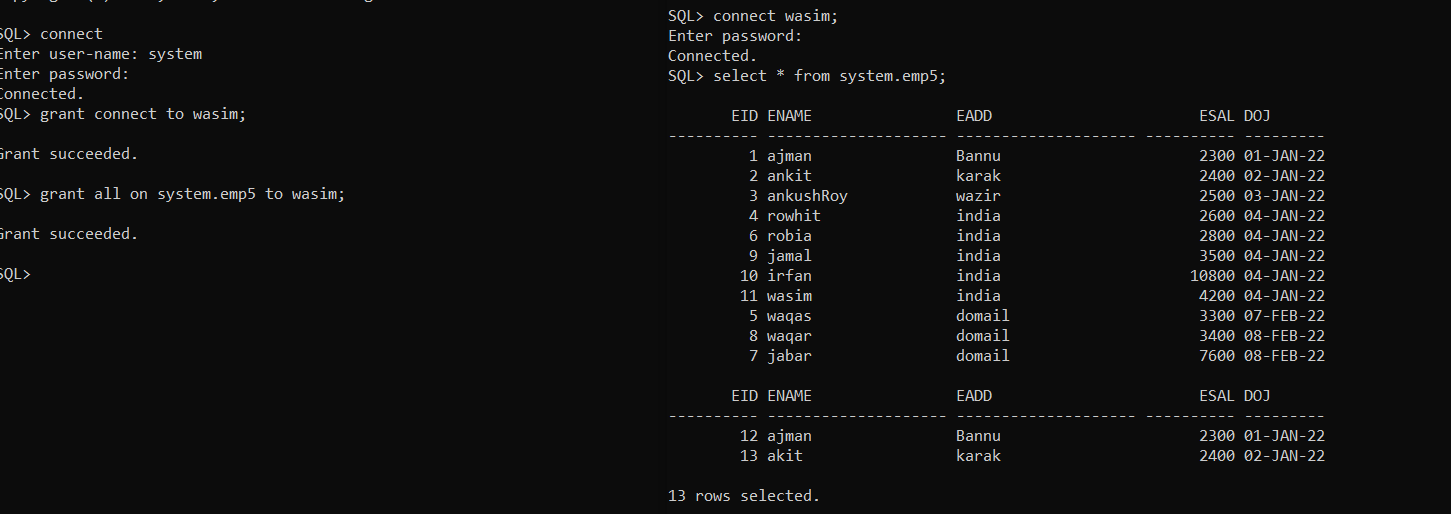 SQL> connect
Enter user-name: system
Enter password:
Connected.
SQL> grant connect to wasim;
Grant succeeded.
SQL> grant all on system.emp5 to wasim;
Grant succeeded.
SQL>
SQL> connect wasim;
Enter password:
Connected.
SQL> select * from system.emp5;
EID ENAME EADD ESAL DOJ
---------- -------------------- -------------------- ---------- ---------
1 ajman Bannu 2300 01-JAN-22
2 ankit karak 2400 02-JAN-22
3 ankushRoy wazir 2500 03-JAN-22
4 rowhit india 2600 04-JAN-22
6 robia india 2800 04-JAN-22
9 jamal india 3500 04-JAN-22
10 irfan india 10800 04-JAN-22
11 wasim india 4200 04-JAN-22
5 waqas domail 3300 07-FEB-22
8 waqar domail 3400 08-FEB-22
7 jabar domail 7600 08-FEB-22
EID ENAME EADD ESAL DOJ
---------- -------------------- -------------------- ---------- ---------
12 ajman Bannu 2300 01-JAN-22
13 akit karak 2400 02-JAN-22
13 rows selected.